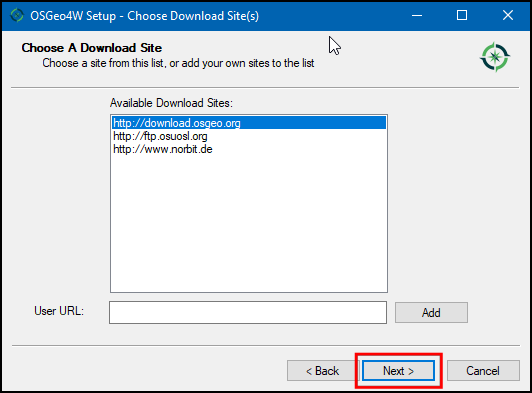 OSGeo4W Setup - Choose Download Site(s)
Choose A Download Site
Choose a site from this list, or add your own sites to the list
Available Download Sites:
http://download.osgeo.org
http://ftp.osuosl.org
http://www.norbit.de
User URL:
Add
< Back
Next >
Cancel